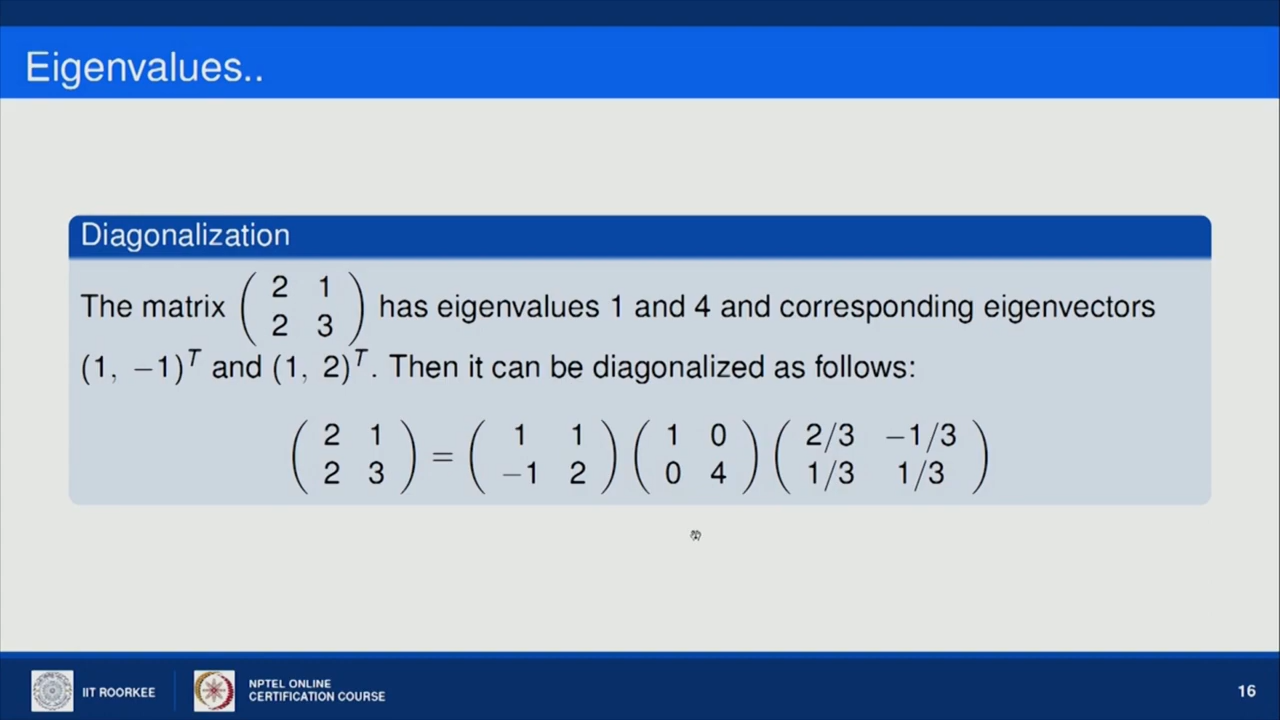 Eigenvalues..
Diagonalization
The matrix ( 2 1 ; 2 3 ) has eigenvalues 1 and 4 and corresponding eigenvectors
(1, −1)^T and (1, 2)^T. Then it can be diagonalized as follows:
( 2 1 ; 2 3 ) = ( 1 1 ; −1 2 ) ( 1 0 ; 0 4 ) ( 2/3 −1/3 ; 1/3 1/3 )
IIT ROORKEE
NPTEL ONLINE
CERTIFICATION COURSE
16